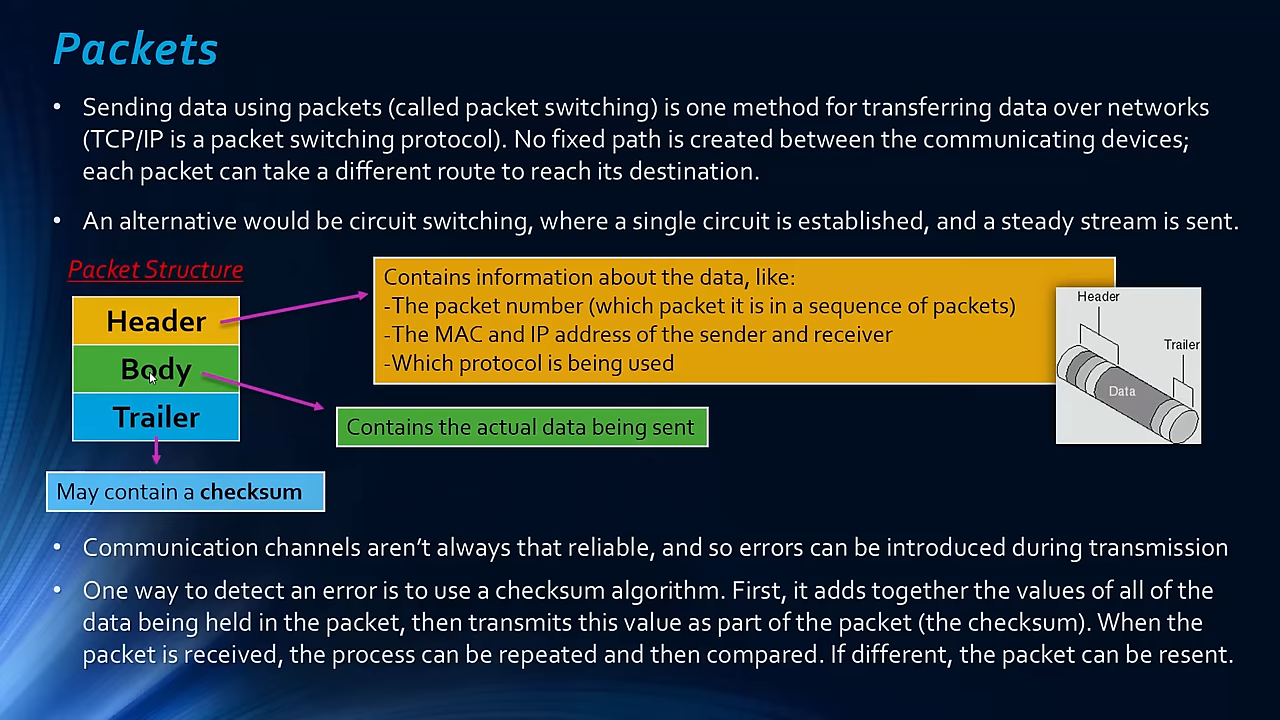 Packets
• Sending data using packets (called packet switching) is one method for transferring data over networks
(TCP/IP is a packet switching protocol). No fixed path is created between the communicating devices;
each packet can take a different route to reach its destination.
• An alternative would be circuit switching, where a single circuit is established, and a steady stream is sent.
Packet Structure
Header
Body
Trailer
Contains information about the data, like:
-The packet number (which packet it is in a sequence of packets)
-The MAC and IP address of the sender and receiver
-Which protocol is being used
Header
Trailer
Data
Contains the actual data being sent
May contain a checksum
• Communication channels aren’t always that reliable, and so errors can be introduced during transmission
• One way to detect an error is to use a checksum algorithm. First, it adds together the values of all of the
data being held in the packet, then transmits this value as part of the packet (the checksum). When the
packet is received, the process can be repeated and then compared. If different, the packet can be resent.